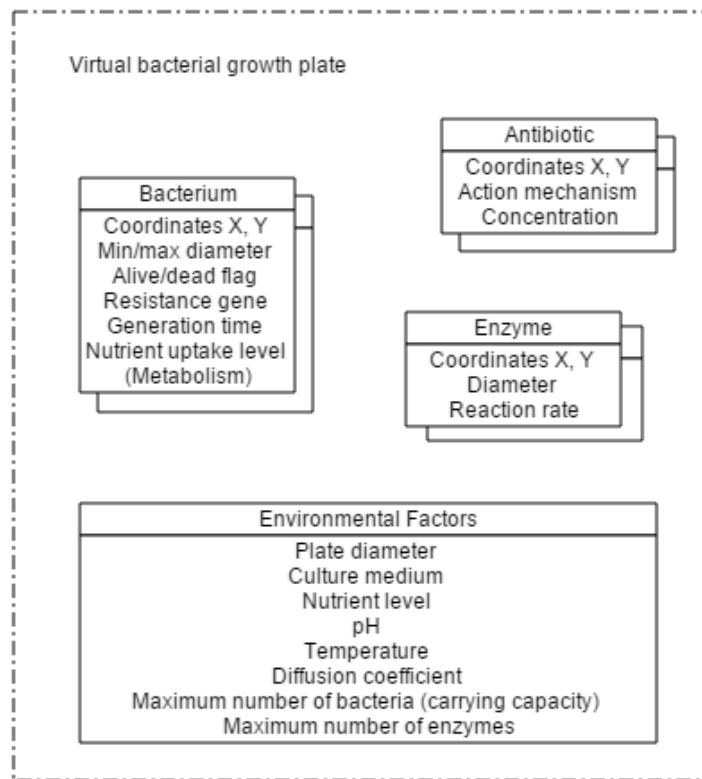 Virtual bacterial growth plate
Antibiotic
Coordinates X, Y
Action mechanism
Concentration
Bacterium
Coordinates X, Y
Min/max diameter
Alive/dead flag
Resistance gene
Generation time
Nutrient uptake level
(Metabolism)
Enzyme
Coordinates X, Y
Diameter
Reaction rate
Environmental Factors
Plate diameter
Culture medium
Nutrient level
pH
Temperature
Diffusion coefficient
Maximum number of bacteria (carrying capacity)
Maximum number of enzymes